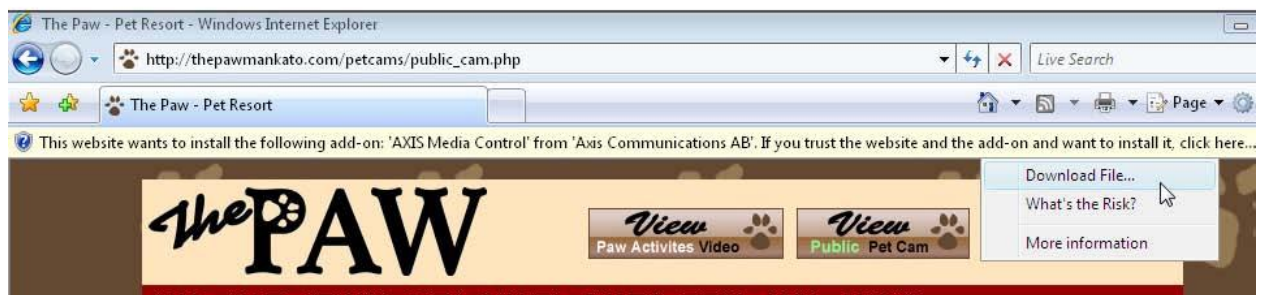 The Paw - Pet Resort - Windows Internet Explorer
http://thepawmankato.com/petcams/public_cam.php
Live Search
The Paw - Pet Resort
Page
This website wants to install the following add-on: 'AXIS Media Control' from 'Axis Communications AB'. If you trust the website and the add-on and want to install it, click here...
Download File...
What's the Risk?
More information
the PAW
View
Paw Activites Video
View
Public Pet Cam